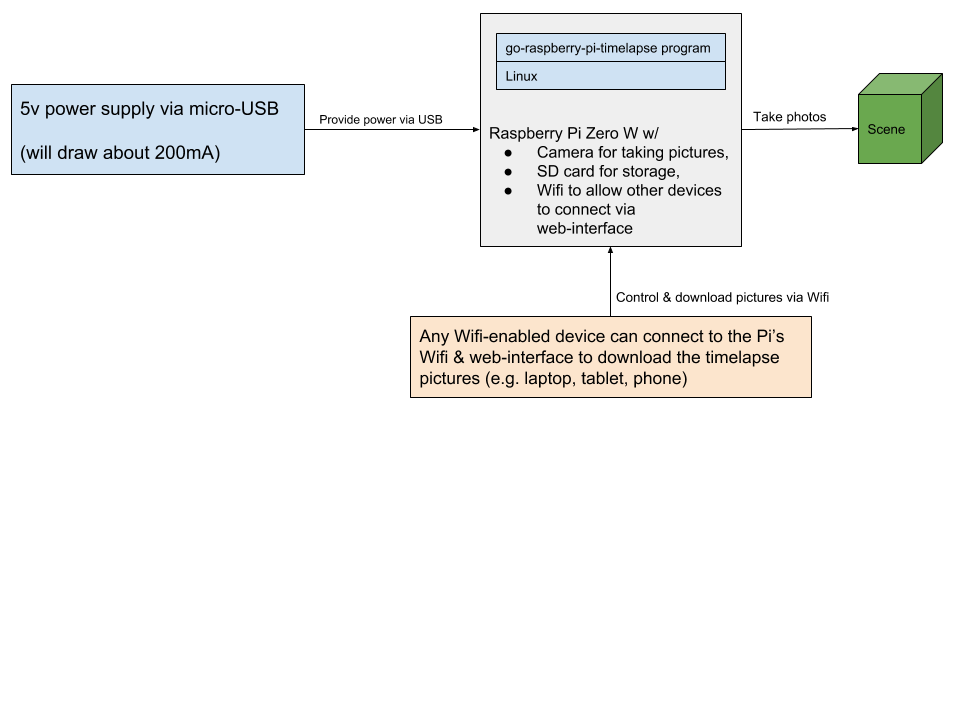 go-raspberry-pi-timelapse program
Linux
5v power supply via micro-USB
(will draw about 200mA)
Provide power via USB
Raspberry Pi Zero W w/
● Camera for taking pictures,
● SD card for storage,
● Wifi to allow other devices
to connect via
web-interface
Take photos
Scene
Control & download pictures via Wifi
Any Wifi-enabled device can connect to the Pi’s
Wifi & web-interface to download the timelapse
pictures (e.g. laptop, tablet, phone)